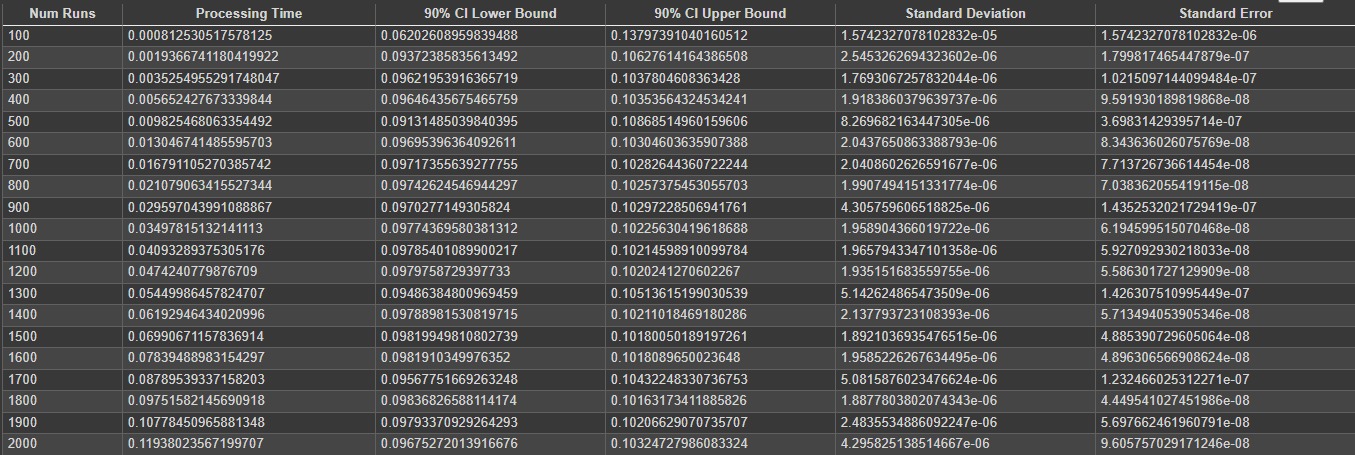 Num Runs Processing Time 90% CI Lower Bound 90% CI Upper Bound Standard Deviation Standard Error
100 0.000812530517578125 0.06202608959839488 0.13797391040160512 1.5742327078102832e-05 1.5742327078102832e-06
200 0.0019366741180419922 0.09372385835613492 0.10627614164386508 2.5453262694323602e-06 1.799817465447879e-07
300 0.0035254955291748047 0.09621953916365719 0.1037804608363428 1.7693067257832044e-06 1.0215097144099484e-07
400 0.005652427673339844 0.09646435675465759 0.10353564324534241 1.9183860379639737e-06 9.591930189819868e-08
500 0.009825468063354492 0.09131485039840395 0.10868514960159606 8.269682163447305e-06 3.69831429395714e-07
600 0.013046741485595703 0.09695396364092611 0.10304603635907388 2.0437650863388793e-06 8.343636026075769e-08
700 0.016791105270385742 0.09717355639277755 0.10282644360722244 2.0408602626591677e-06 7.713726736614454e-08
800 0.021079063415527344 0.09742624546944297 0.10257375453055703 1.9907494151331774e-06 7.038362055419115e-08
900 0.029597043991088867 0.0970277149305824 0.10297228506941761 4.305759606518825e-06 1.4352532021729419e-07
1000 0.03497815132141113 0.09774369580381312 0.10225630419618688 1.958904366019722e-06 6.194599515070468e-08
1100 0.04093289375305176 0.09785401089900217 0.10214598910099784 1.9657943347101358e-06 5.927092930218033e-08
1200 0.0474240779876709 0.0979758729397733 0.1020241270602267 1.935151683559755e-06 5.586301727129909e-08
1300 0.05449986457824707 0.09486384800969459 0.10513615199030539 5.142624865473509e-06 1.426307510995449e-07
1400 0.06192946434020996 0.09788981530819715 0.10211018469180286 2.137793723108393e-06 5.713494053905346e-08
1500 0.06990671157836914 0.09819949810802739 0.10180050189197261 1.8921036935476515e-06 4.885390729605064e-08
1600 0.07839488983154297 0.0981910349976352 0.1018089650023648 1.9585226267634495e-06 4.896306566908624e-08
1700 0.08789539337158203 0.09567751669263248 0.10432248330736753 5.0815876023476624e-06 1.232466025312271e-07
1800 0.09751582145690918 0.09836826588114174 0.10163173411885826 1.8877803802074343e-06 4.449541027451986e-08
1900 0.10778450965881348 0.09793370929264293 0.10206629070735707 2.4835534886092247e-06 5.697662461960791e-08
2000 0.11938023567199707 0.09675272013916676 0.10324727986083324 4.295825138514667e-06 9.605757029171246e-08